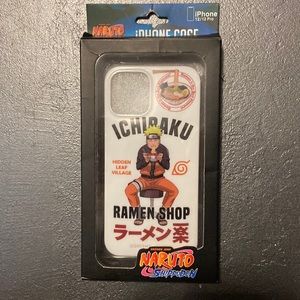 NARUTO
iPHONE CASE
iPhone
12/12 Pro
ICHIRAKU
HIDDEN
LEAF
VILLAGE
RAMEN SHOP
ラーメン一楽
NARUTO
SHIPPUDEN